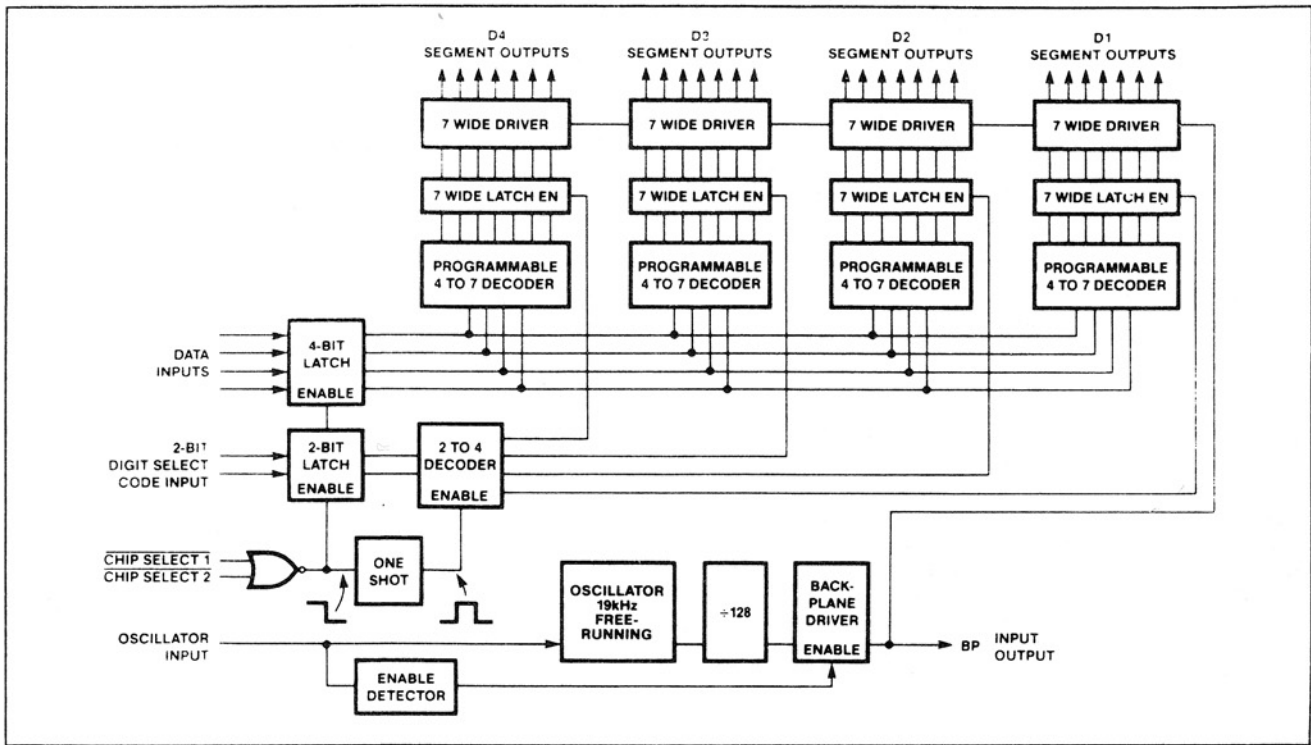 D4 D3 D2 D1
SEGMENT OUTPUTS SEGMENT OUTPUTS SEGMENT OUTPUTS SEGMENT OUTPUTS
7 WIDE DRIVER 7 WIDE DRIVER 7 WIDE DRIVER 7 WIDE DRIVER
7 WIDE LATCH EN 7 WIDE LATCH EN 7 WIDE LATCH EN 7 WIDE LATCH EN
PROGRAMMABLE PROGRAMMABLE PROGRAMMABLE PROGRAMMABLE
4 TO 7 DECODER 4 TO 7 DECODER 4 TO 7 DECODER 4 TO 7 DECODER
DATA
INPUTS
4-BIT
LATCH
ENABLE
2-BIT
DIGIT SELECT
CODE INPUT
2-BIT
LATCH
ENABLE
2 TO 4
DECODER
ENABLE
CHIP SELECT 1
CHIP SELECT 2
ONE
SHOT
OSCILLATOR
INPUT
OSCILLATOR
19kHz
FREE-
RUNNING
÷128
BACK-
PLANE
DRIVER
ENABLE
BP
INPUT
OUTPUT
ENABLE
DETECTOR